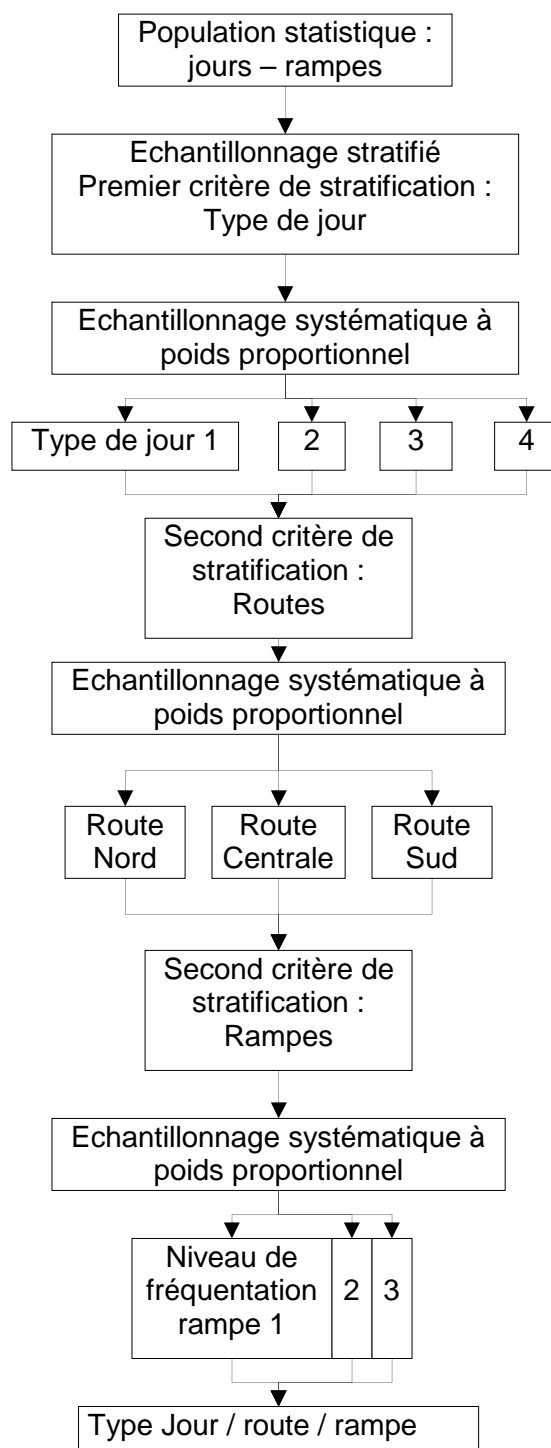 Population statistique :
jours – rampes
Echantillonnage stratifié
Premier critère de stratification :
Type de jour
Echantillonnage systématique à
poids proportionnel
Type de jour 1
2
3
4
Second critère de
stratification :
Routes
Echantillonnage systématique à
poids proportionnel
Route
Nord
Route
Centrale
Route
Sud
Second critère de
stratification :
Rampes
Echantillonnage systématique à
poids proportionnel
Niveau de
fréquentation
rampe 1
2
3
Type Jour / route / rampe